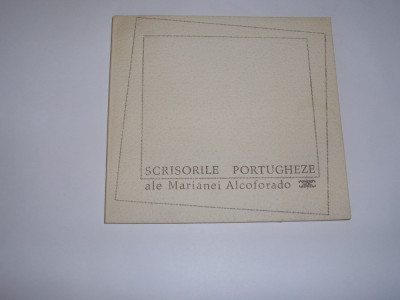 SCRISORILE PORTUGHEZE
ale Marianei Alcoforado